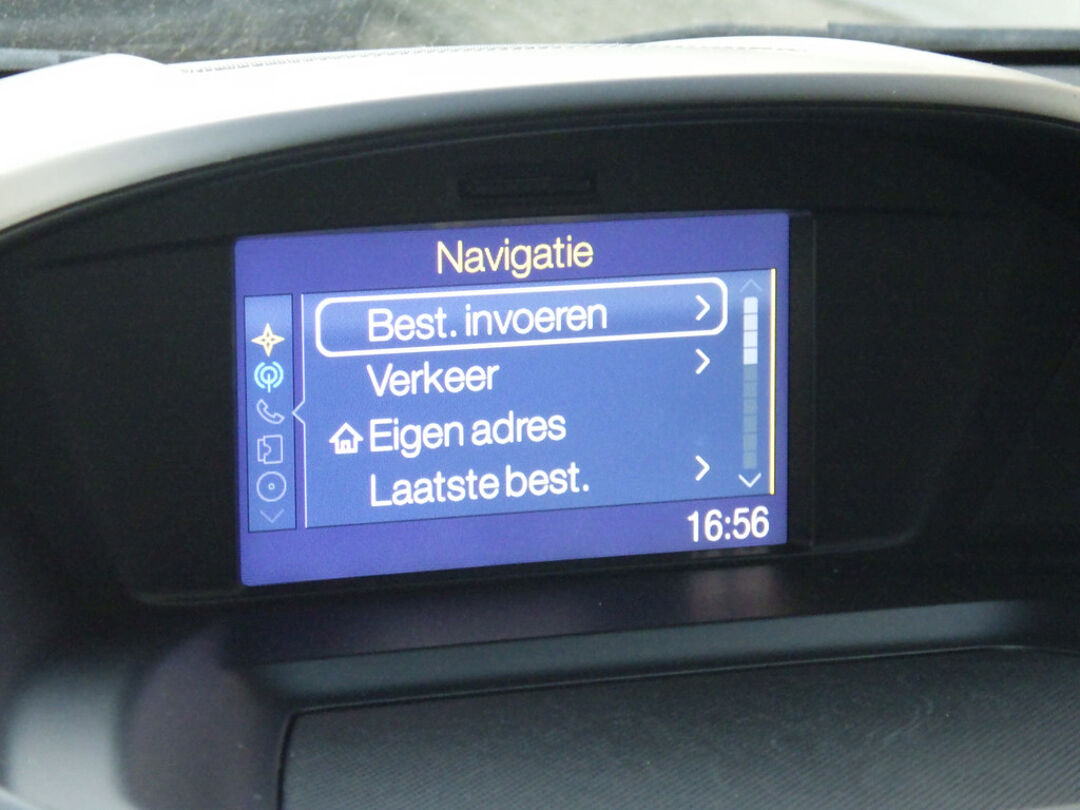 Navigatie
Best. invoeren
Verkeer
Eigen adres
Laatste best.
16:56